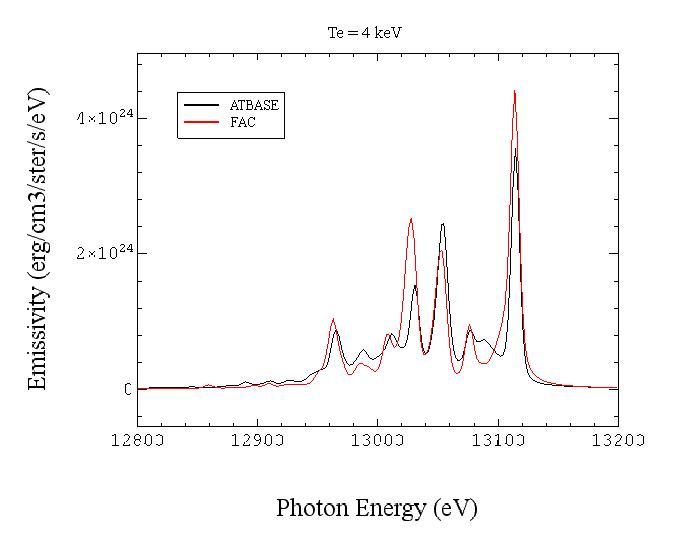 Te = 4 keV
Emissivity (erg/cm3/ster/s/eV)
4×10²⁴
2×10²⁴
0
ATBASE
FAC
12800 12900 13000 13100 13200
Photon Energy (eV)